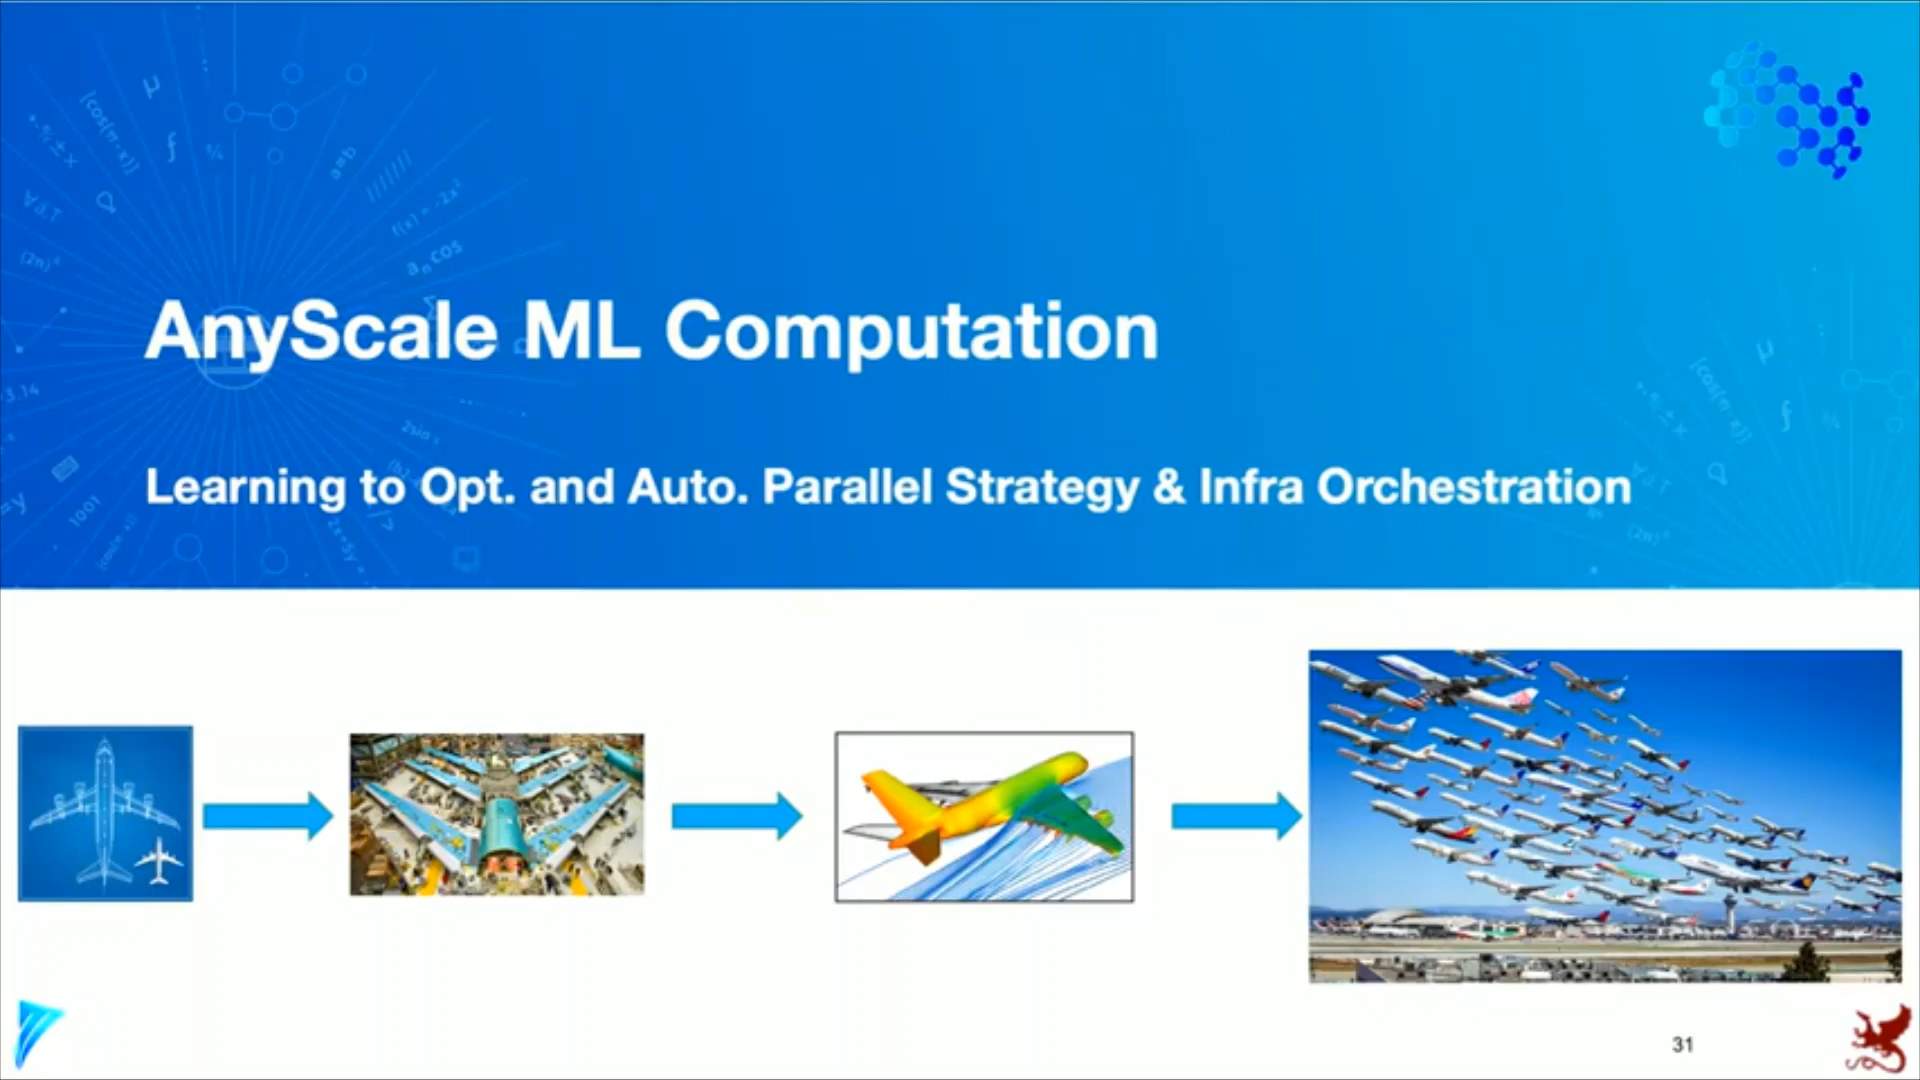 AnyScale ML Computation
Learning to Opt. and Auto. Parallel Strategy & Infra Orchestration
31